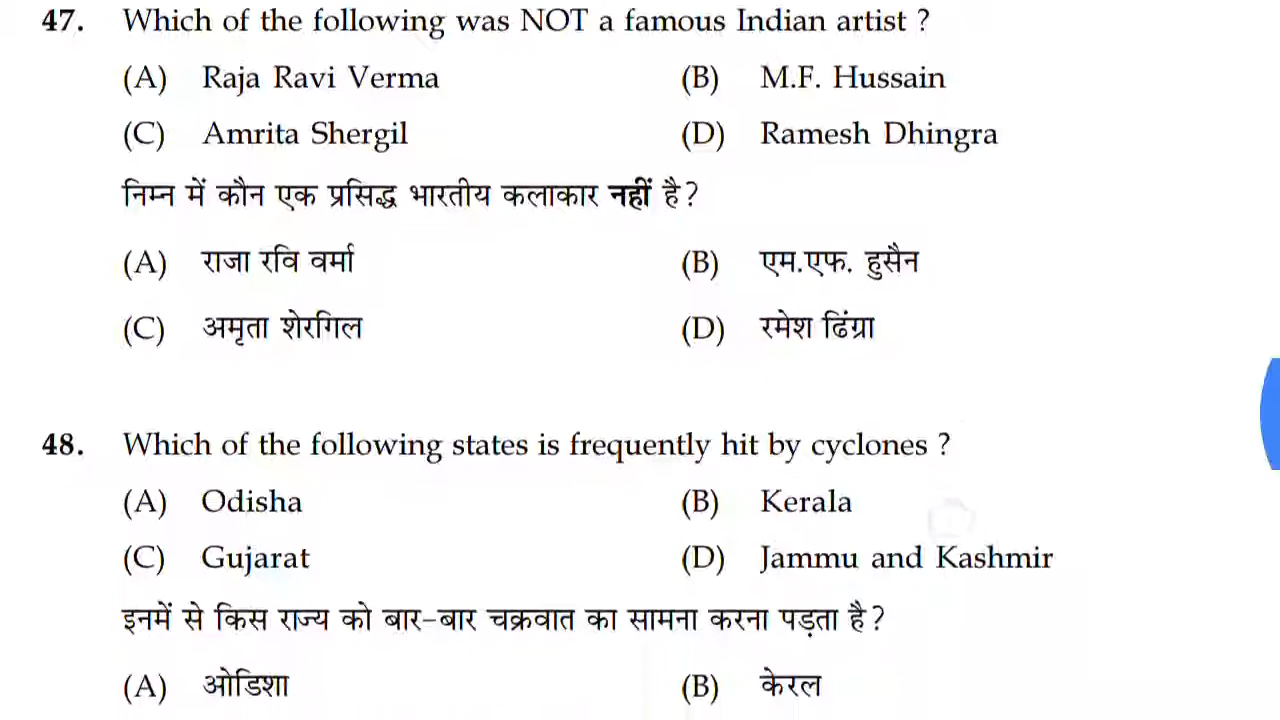 47. Which of the following was NOT a famous Indian artist ?
(A) Raja Ravi Verma (B) M.F. Hussain
(C) Amrita Shergil (D) Ramesh Dhingra
निम्न में कौन एक प्रसिद्ध भारतीय कलाकार नहीं है?
(A) राजा रवि वर्मा (B) एम.एफ. हुसैन
(C) अमृता शेरगिल (D) रमेश ढिंग्रा
48. Which of the following states is frequently hit by cyclones ?
(A) Odisha (B) Kerala
(C) Gujarat (D) Jammu and Kashmir
इनमें से किस राज्य को बार-बार चक्रवात का सामना करना पड़ता है?
(A) ओडिशा (B) केरल